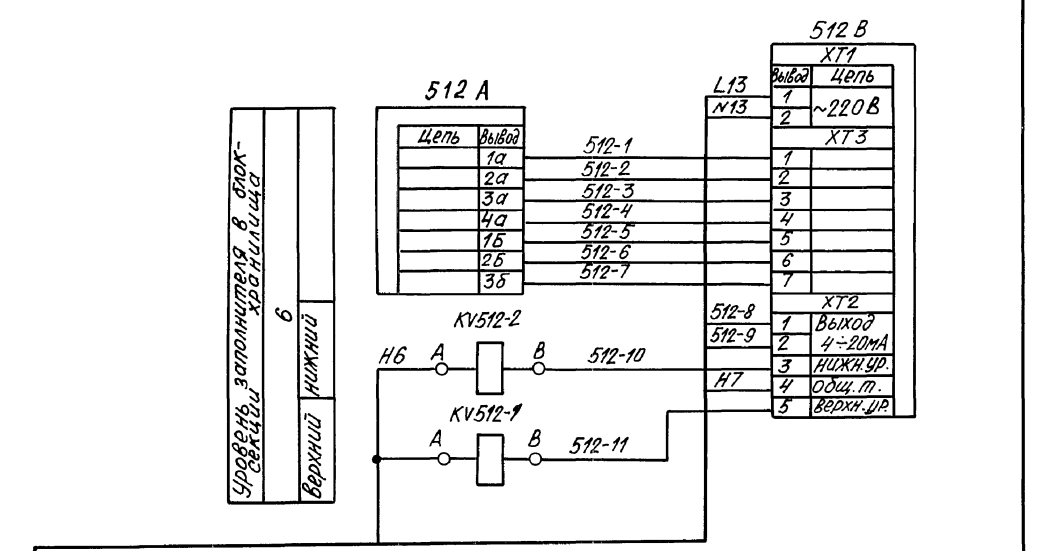 512 В
XT1
Вывод Цепь
L13
1 ~220В
N13
2
XT3
1
2
3
4
5
6
7
XT2
512-8
1 Выход
512-9
2 4÷20мА
3 нижн.ур.
Н7
4 общ.т.
5 верхн.ур.
512 А
Цепь Вывод
1а 512-1
2а 512-2
3а 512-3
4а 512-4
1б 512-5
2б 512-6
3б 512-7
KV512-2
Н6 А В 512-10
KV512-1
А В 512-11
Уровень заполнителя в блок-
секции хранилища
6
верхний нижний